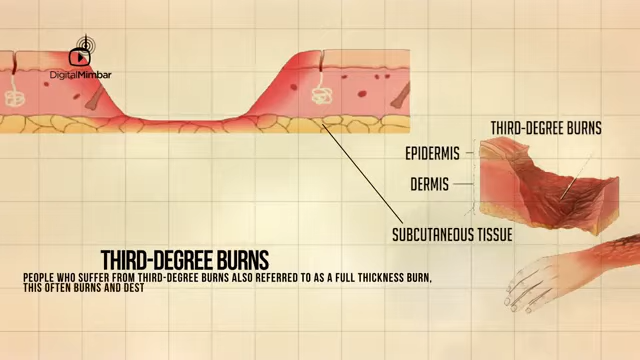 DigitalMimbar
THIRD-DEGREE BURNS
EPIDERMIS
DERMIS
SUBCUTANEOUS TISSUE
THIRD-DEGREE BURNS
PEOPLE WHO SUFFER FROM THIRD-DEGREE BURNS ALSO REFERRED TO AS A FULL THICKNESS BURN,
THIS OFTEN BURNS AND DEST